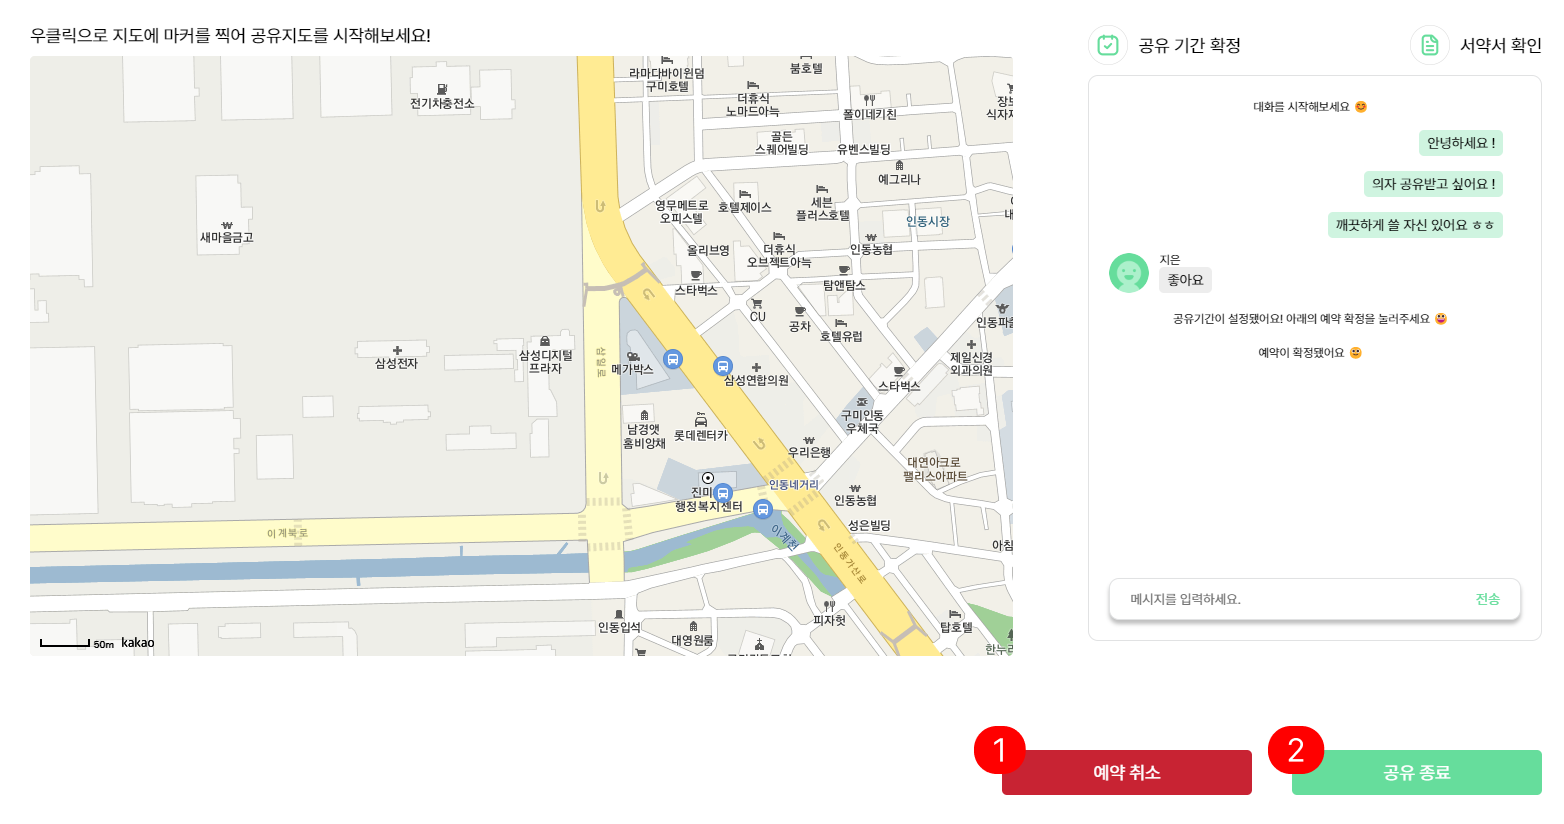 우클릭으로 지도에 마커를 찍어 공유지도를 시작해보세요!
공유 기간 확정
서약서 확인
라마다바이윈덤
구미호텔
붐호텔
전기차충전소
더휴식
노마드아늑
폴이네키친
골든
스퀘어빌딩
유벤스빌딩
예그리나
영무메트로
오피스텔
호텔제이스
세븐
플러스호텔
인동시장
새마을금고
올리브영
더휴식
오브젝트아늑
인동농협
스타벅스
탐앤탐스
CU
공차
호텔유럽
삼성전자
삼성디지털
프라자
삼일로
메가박스
삼성연합의원
제일신경
외과의원
스타벅스
남경앳
홈비앙채
롯데렌터카
구미인동
우체국
우리은행
대연아크로
팰리스아파트
진미
행정복지센터
인동네거리
인동농협
성은빌딩
이계북로
이계천
인동가산로
인동입석
대영원룸
피자헛
탑호텔
50m kakao
대화를 시작해보세요 😊
안녕하세요 !
의자 공유받고 싶어요 !
깨끗하게 쓸 자신 있어요 ㅎㅎ
지은
좋아요
공유기간이 설정됐어요! 아래의 예약 확정을 눌러주세요 😛
예약이 확정됐어요 😀
메시지를 입력하세요.
전송
1
예약 취소
2
공유 종료